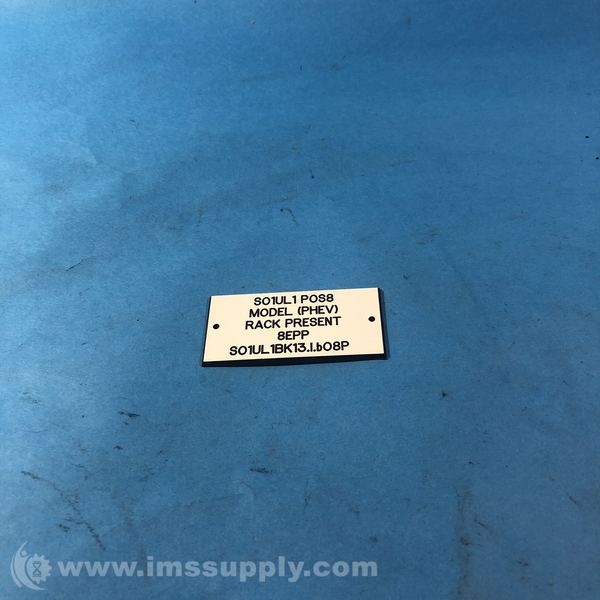 S01UL1 POS8
MODEL (PHEV)
RACK PRESENT
8EPP
S01UL1BK13.I.b08P
www.imssupply.com